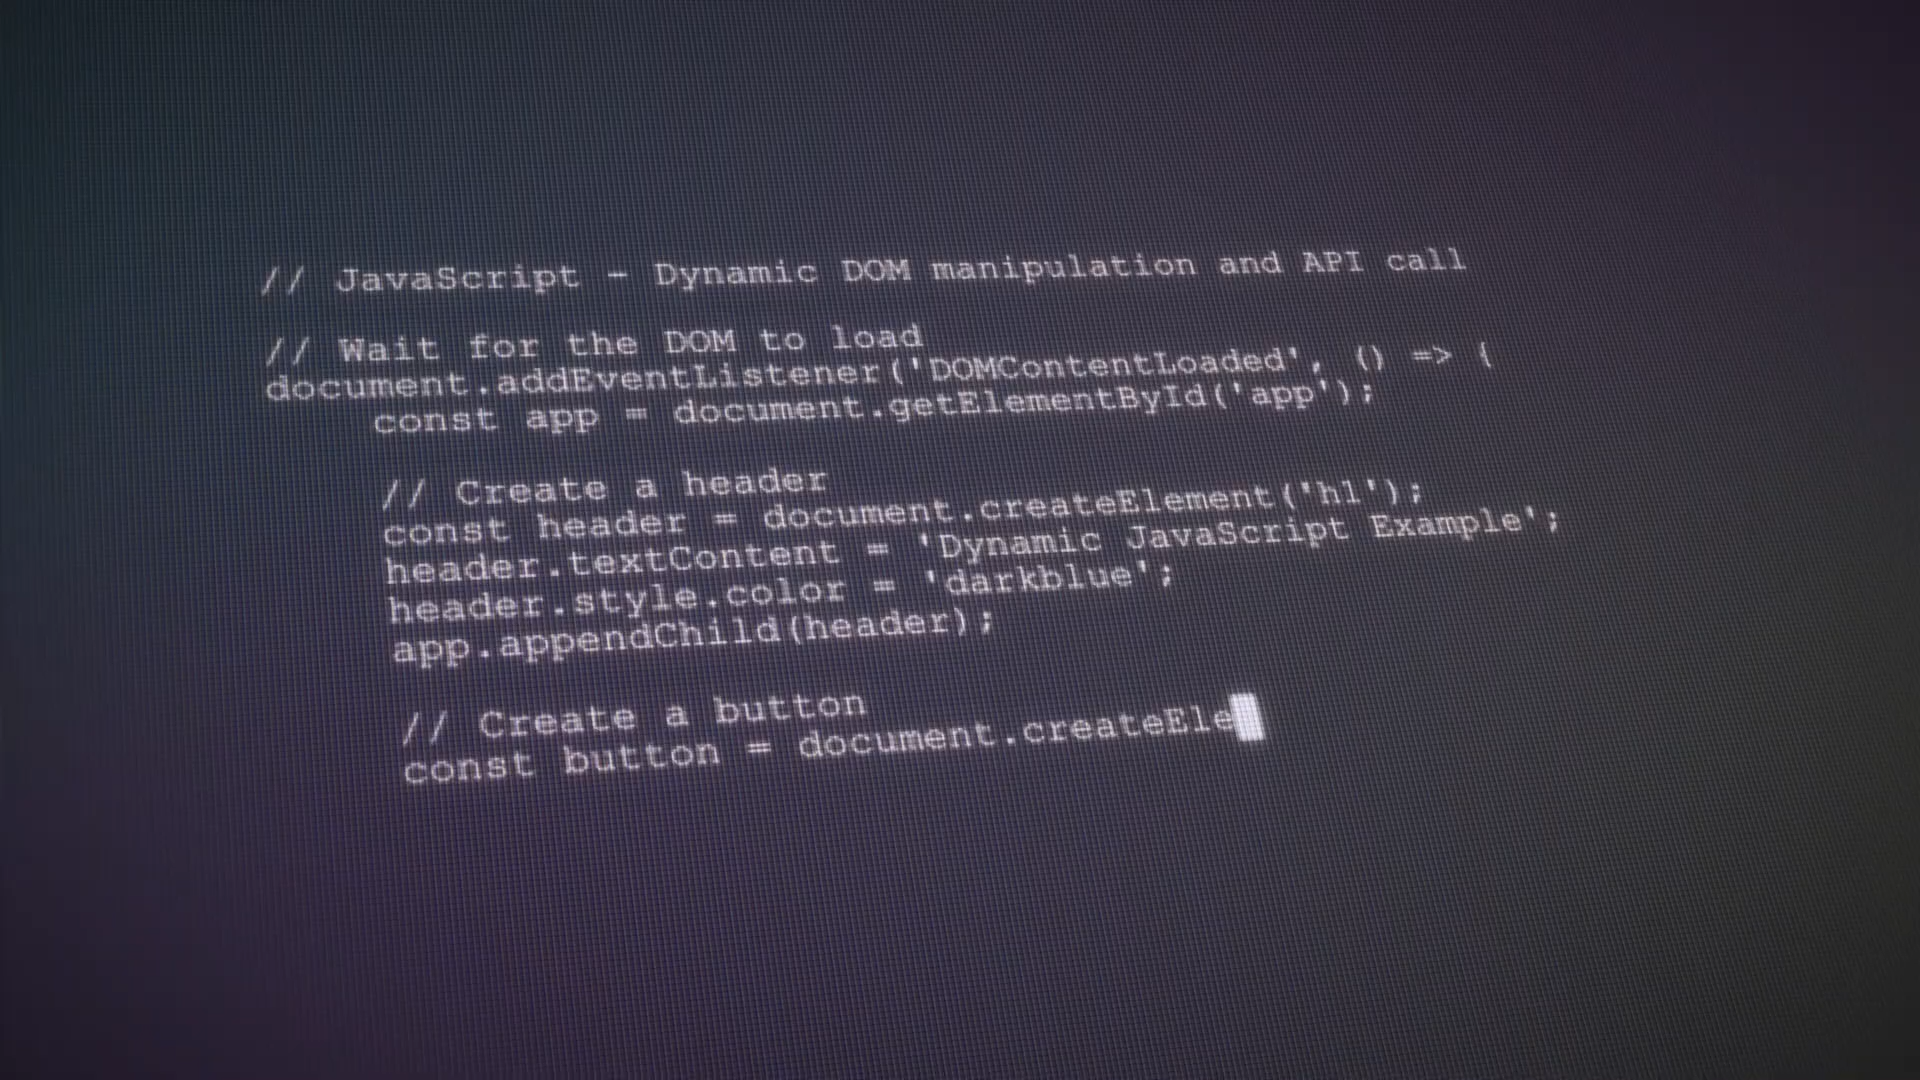 // JavaScript - Dynamic DOM manipulation and API call
// Wait for the DOM to load
document.addEventListener('DOMContentLoaded', () => {
const app = document.getElementById('app');
// Create a header
const header = document.createElement('h1');
header.textContent = 'Dynamic JavaScript Example';
header.style.color = 'darkblue';
app.appendChild(header);
// Create a button
const button = document.createEle